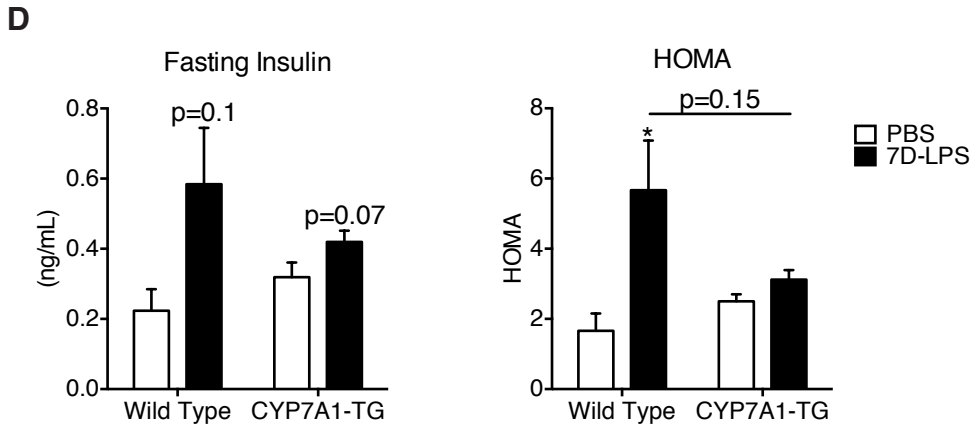 D
Fasting Insulin
0.8
0.6
0.4
0.2
0.0
(ng/mL)
p=0.1
p=0.07
Wild Type CYP7A1-TG
HOMA
8
6
4
2
0
HOMA
p=0.15
*
Wild Type CYP7A1-TG
PBS
7D-LPS